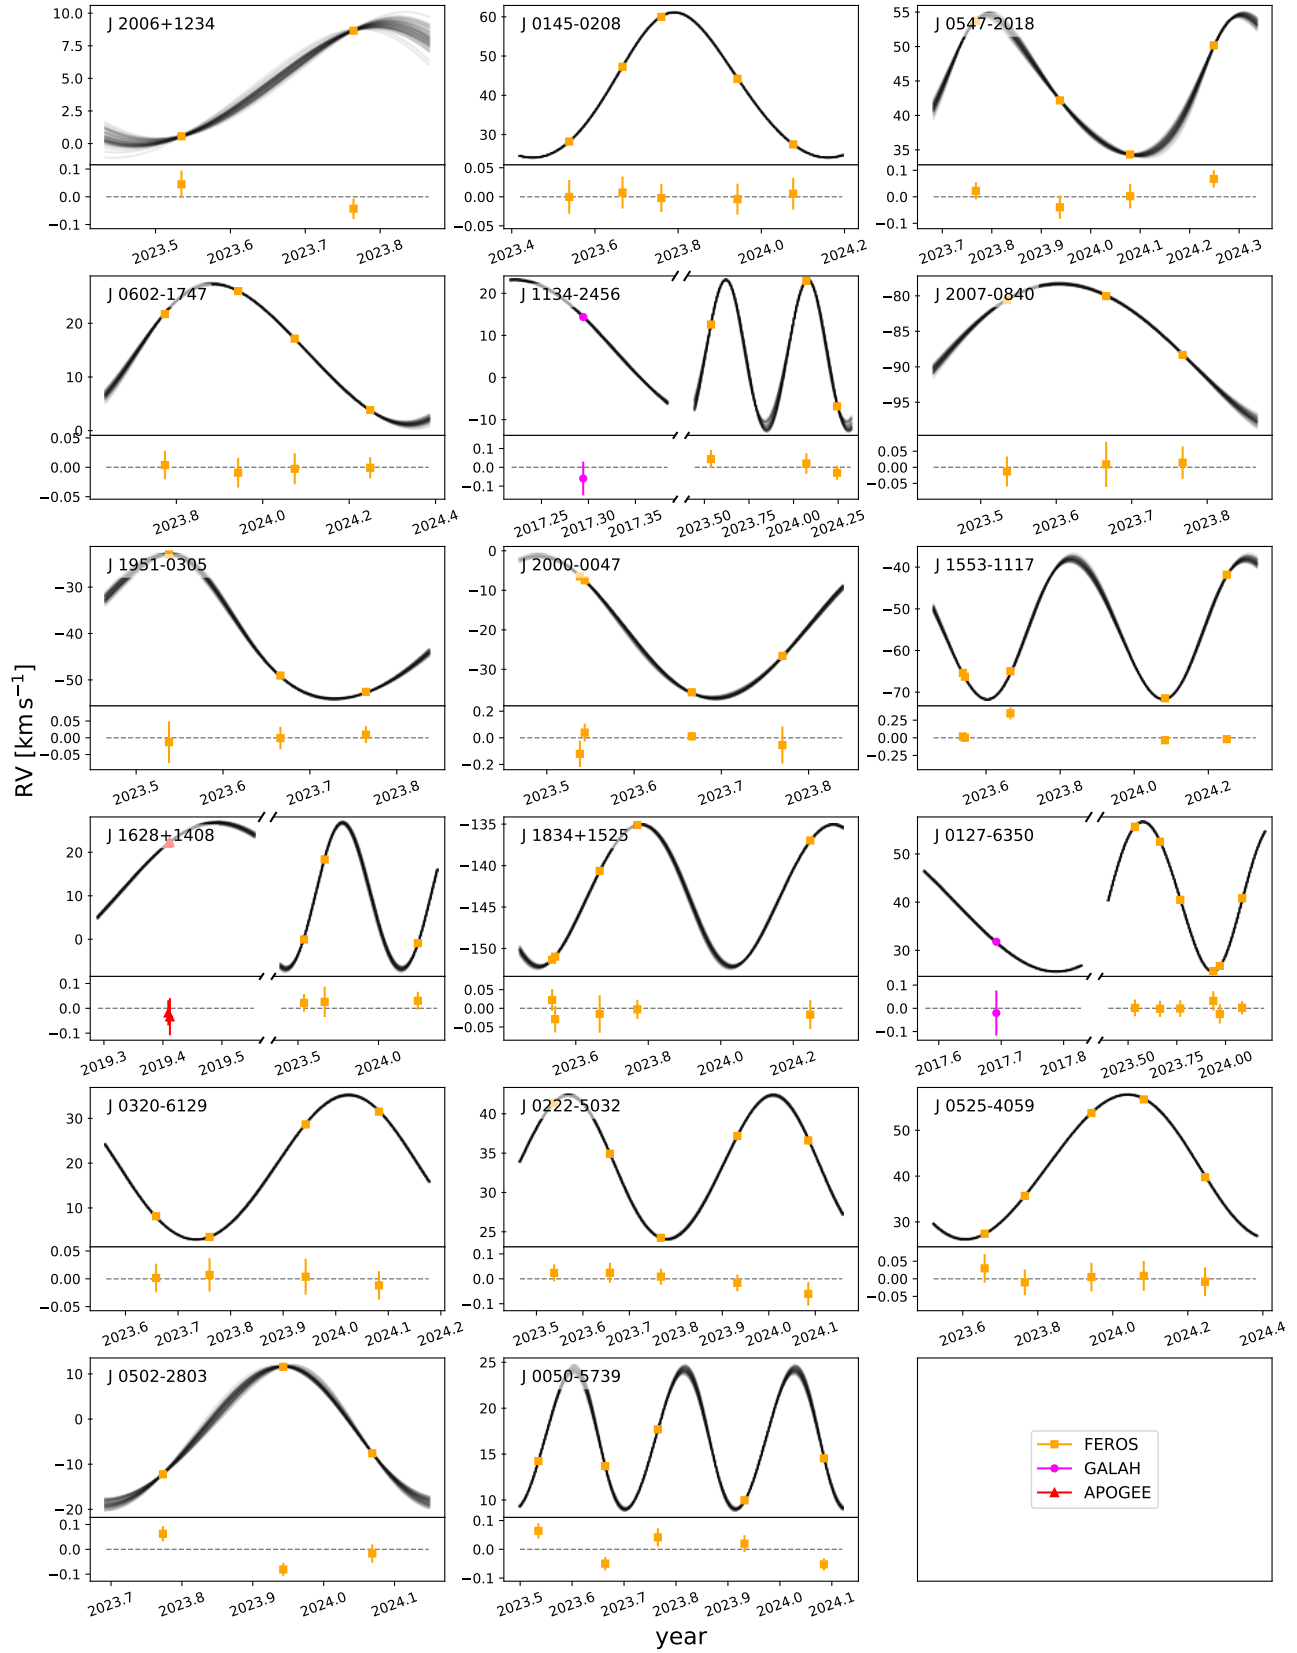 J 2006+1234
10.0
7.5
5.0
2.5
0.0
0.1
0.0
−0.1
2023.5 2023.6 2023.7 2023.8
J 0145-0208
60
50
40
30
0.05
0.00
−0.05
2023.4 2023.6 2023.8 2024.0 2024.2
J 0547-2018
55
50
45
40
35
0.1
0.0
−0.1
2023.7 2023.8 2023.9 2024.0 2024.1 2024.2 2024.3
J 0602-1747
20
10
0
0.05
0.00
−0.05
2023.8 2024.0 2024.2 2024.4
J 1134-2456
20
10
0
−10
0.1
0.0
−0.1
2017.25 2017.30 2017.35 2023.50 2023.75 2024.00 2024.25
J 2007-0840
−80
−85
−90
−95
0.05
0.00
−0.05
2023.5 2023.6 2023.7 2023.8
J 1951-0305
−30
−40
−50
0.05
0.00
−0.05
2023.5 2023.6 2023.7 2023.8
J 2000-0047
0
−10
−20
−30
0.2
0.0
−0.2
2023.5 2023.6 2023.7 2023.8
J 1553-1117
−40
−50
−60
−70
0.25
0.00
−0.25
2023.6 2023.8 2024.0 2024.2
RV [km s⁻¹]
J 1628+1408
20
10
0
0.1
0.0
−0.1
2019.3 2019.4 2019.5 2023.5 2024.0
J 1834+1525
−135
−140
−145
−150
0.05
0.00
−0.05
2023.6 2023.8 2024.0 2024.2
J 0127-6350
50
40
30
0.1
0.0
−0.1
2017.6 2017.7 2017.8 2023.50 2023.75 2024.00
J 0320-6129
30
20
10
0.05
0.00
−0.05
2023.6 2023.7 2023.8 2023.9 2024.0 2024.1 2024.2
J 0222-5032
40
35
30
25
0.1
0.0
−0.1
2023.5 2023.6 2023.7 2023.8 2023.9 2024.0 2024.1
J 0525-4059
50
40
30
0.05
0.00
−0.05
2023.6 2023.8 2024.0 2024.2 2024.4
J 0502-2803
10
0
−10
−20
0.1
0.0
−0.1
2023.7 2023.8 2023.9 2024.0 2024.1
J 0050-5739
25
20
15
10
0.1
0.0
−0.1
2023.5 2023.6 2023.7 2023.8 2023.9 2024.0 2024.1
FEROS
GALAH
APOGEE
year